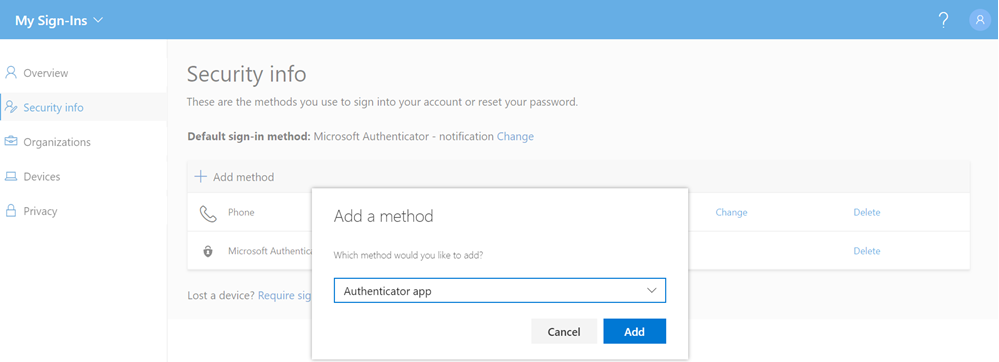 My Sign-Ins
?
Overview
Security info
Organizations
Devices
Privacy
Security info
These are the methods you use to sign into your account or reset your password.
Default sign-in method: Microsoft Authenticator - notification Change
Add method
Phone Change Delete
Microsoft Authentica Delete
Lost a device? Require sig
Add a method
Which method would you like to add?
Authenticator app
Cancel Add